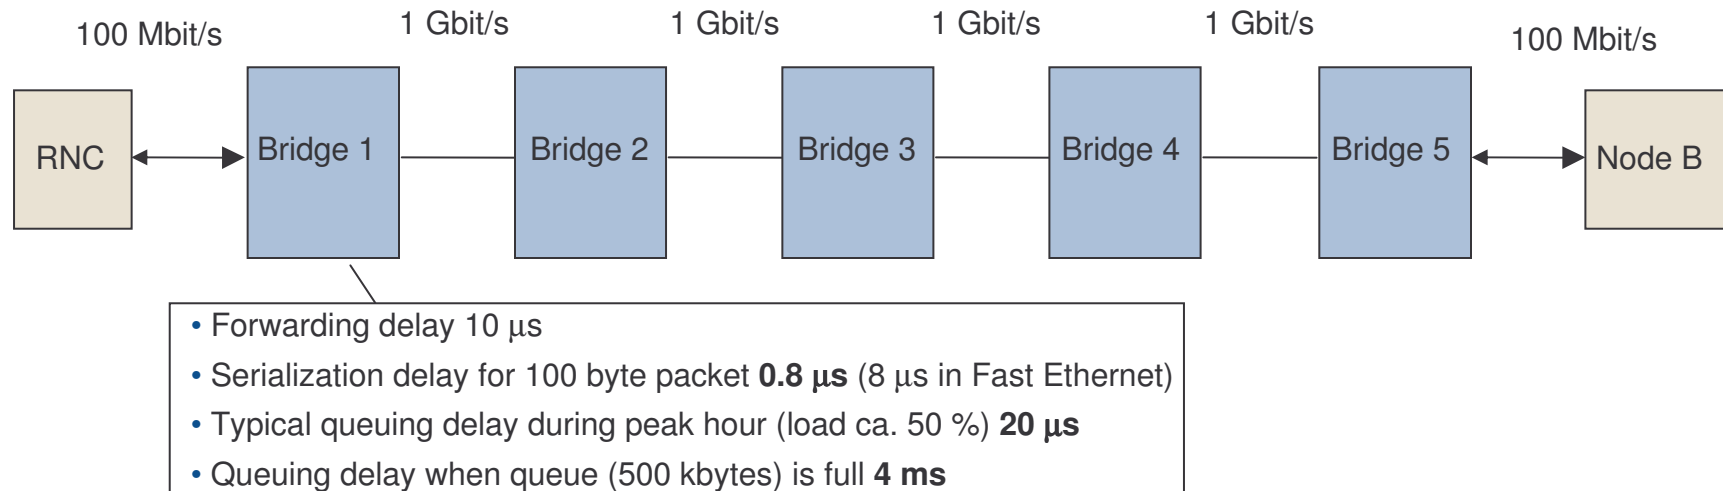 100 Mbit/s
1 Gbit/s
1 Gbit/s
1 Gbit/s
1 Gbit/s
100 Mbit/s
RNC
Bridge 1
Bridge 2
Bridge 3
Bridge 4
Bridge 5
Node B
• Forwarding delay 10 μs
• Serialization delay for 100 byte packet 0.8 μs (8 μs in Fast Ethernet)
• Typical queuing delay during peak hour (load ca. 50 %) 20 μs
• Queuing delay when queue (500 kbytes) is full 4 ms